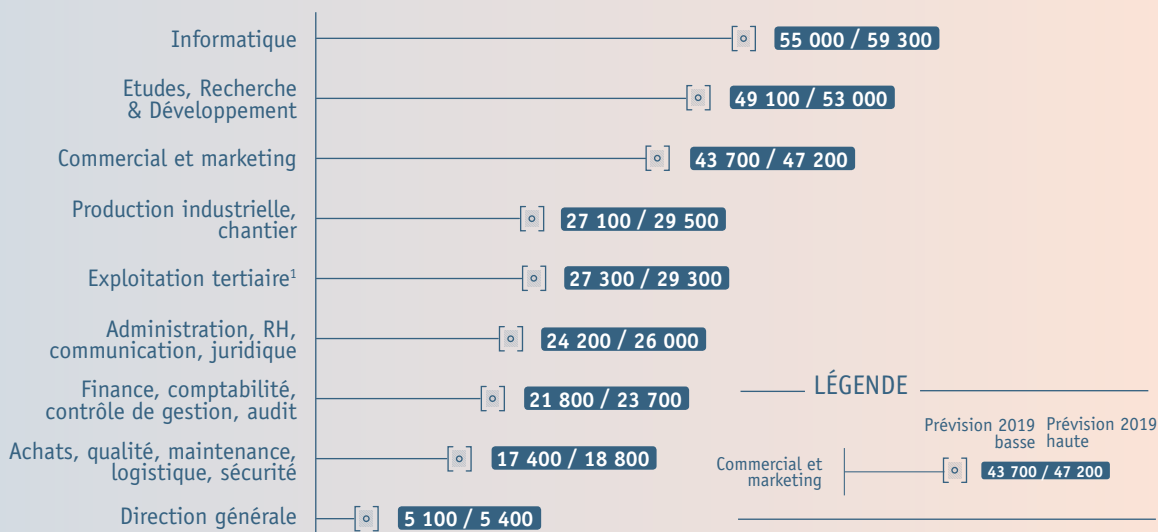 Informatique
55 000 / 59 300
Etudes, Recherche
& Développement
49 100 / 53 000
Commercial et marketing
43 700 / 47 200
Production industrielle,
chantier
27 100 / 29 500
Exploitation tertiaire¹
27 300 / 29 300
Administration, RH,
communication, juridique
24 200 / 26 000
Finance, comptabilité,
contrôle de gestion, audit
21 800 / 23 700
Achats, qualité, maintenance,
logistique, sécurité
17 400 / 18 800
Direction générale
5 100 / 5 400
LÉGENDE
Prévision 2019 Prévision 2019
basse haute
Commercial et
marketing
43 700 / 47 200